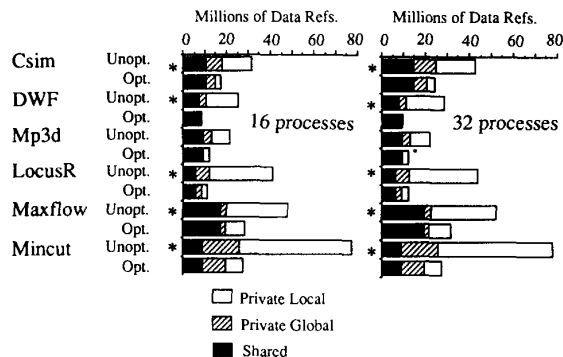 Millions of Data Refs. Millions of Data Refs.
0 20 40 80 0 20 40 80
Csim Unopt. * *
Opt.
DWF Unopt. * *
Opt. 16 processes 32 processes
Mp3d Unopt.
Opt.
LocusR Unopt. * *
Opt.
Maxflow Unopt. * *
Opt.
Mincut Unopt. * *
Opt.
Private Local
Private Global
Shared